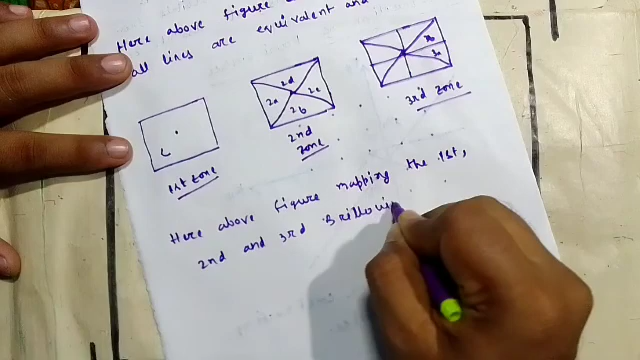 Here above figure
all lines are equivalent and
2d
2a
2c
2b
3b
3a
L
1st zone
2nd
zone
3rd zone
Here above figure mapping the 1st,
2nd and 3rd Brilloui